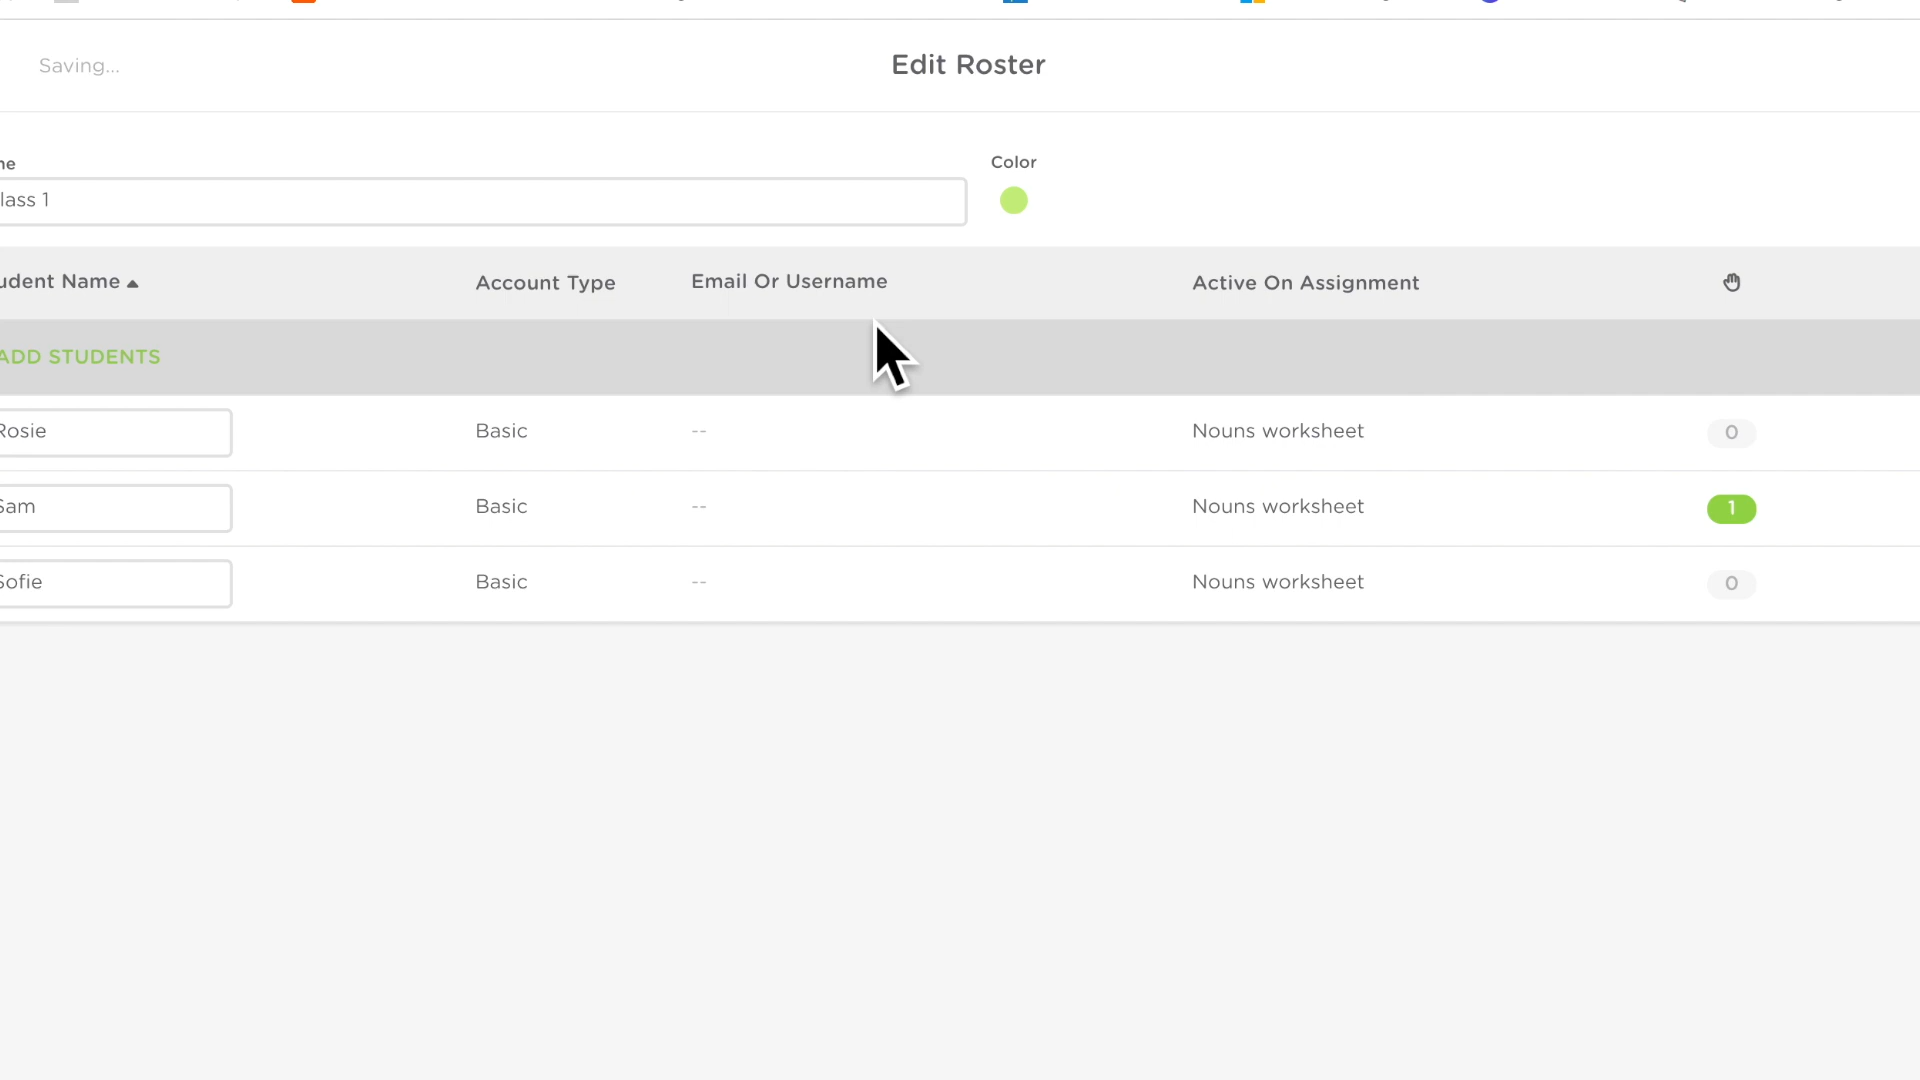 Saving...
Edit Roster
me
lass 1
Color
udent Name
Account Type
Email Or Username
Active On Assignment
ADD STUDENTS
Rosie
Basic
--
Nouns worksheet
0
Sam
Basic
--
Nouns worksheet
1
Sofie
Basic
--
Nouns worksheet
0